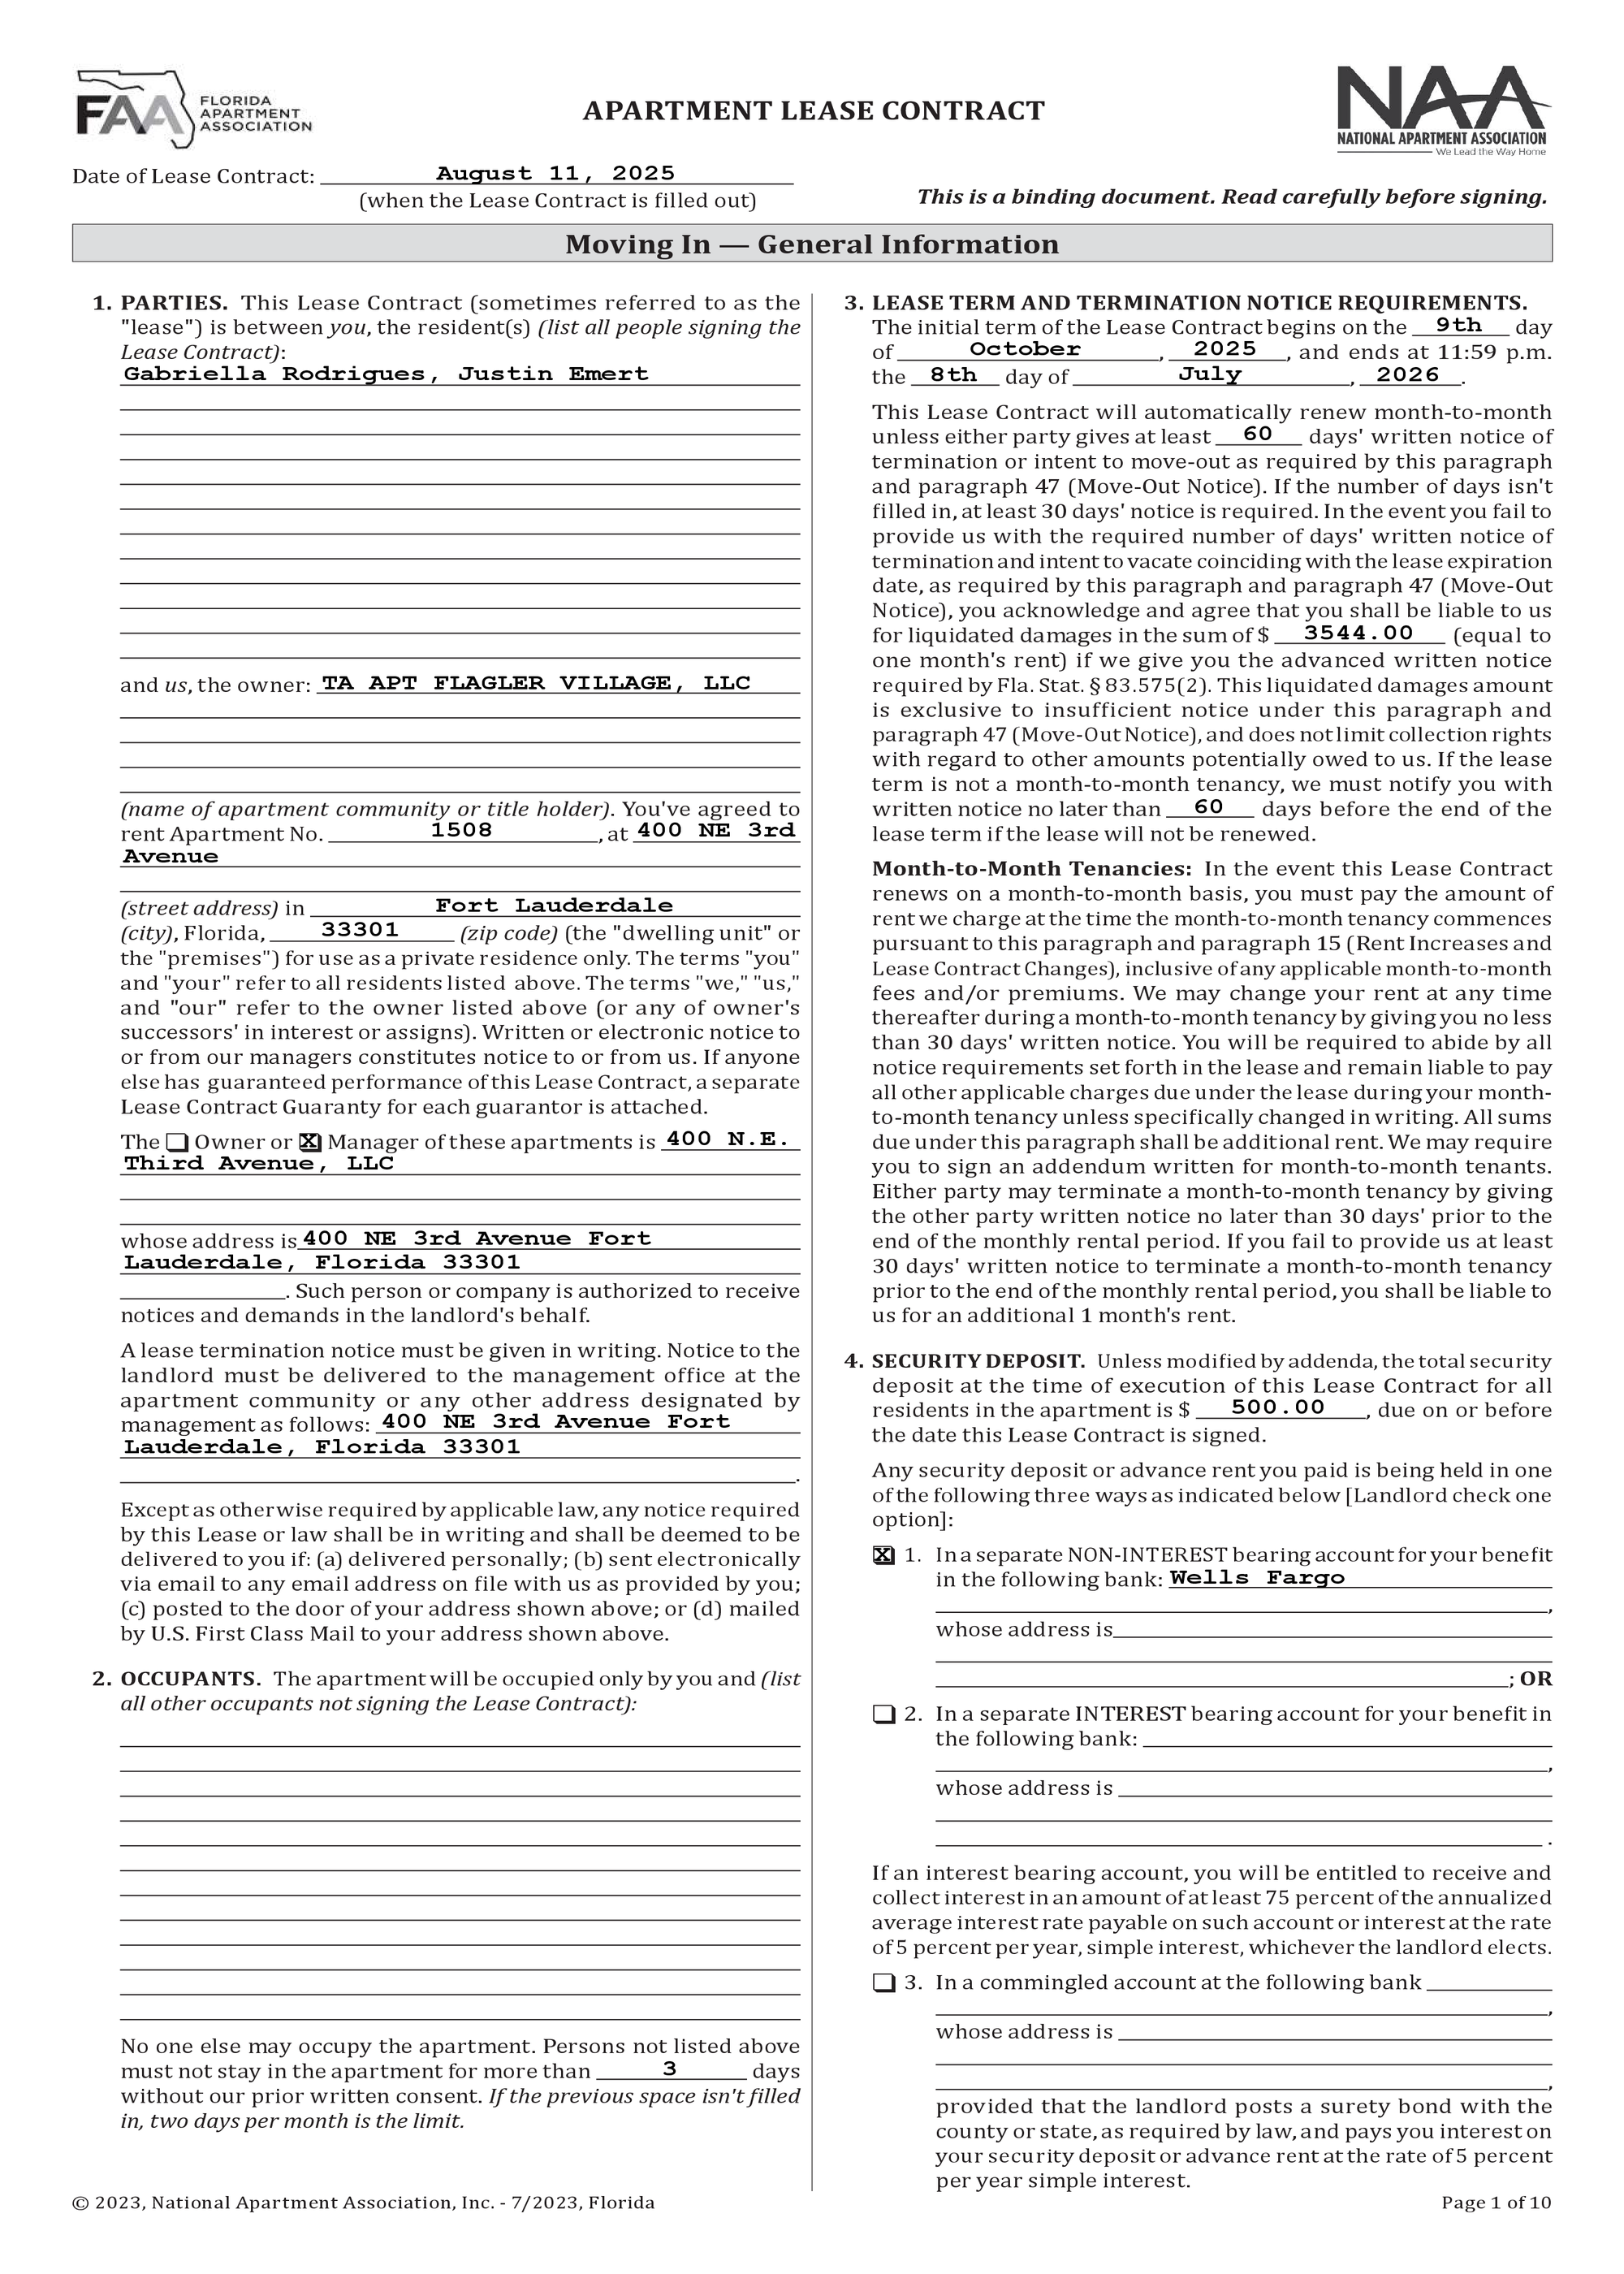 FAA FLORIDA
APARTMENT
ASSOCIATION
APARTMENT LEASE CONTRACT
NAA
NATIONAL APARTMENT ASSOCIATION
We Lead the Way Home
Date of Lease Contract: August 11, 2025
(when the Lease Contract is filled out)
This is a binding document. Read carefully before signing.
Moving In — General Information
1. PARTIES. This Lease Contract (sometimes referred to as the
"lease") is between you, the resident(s) (list all people signing the
Lease Contract):
Gabriella Rodrigues, Justin Emert
and us, the owner: TA APT FLAGLER VILLAGE, LLC
(name of apartment community or title holder). You've agreed to
rent Apartment No. 1508, at 400 NE 3rd
Avenue
(street address) in Fort Lauderdale
(city), Florida, 33301 (zip code) (the "dwelling unit" or
the "premises") for use as a private residence only. The terms "you"
and "your" refer to all residents listed above. The terms "we," "us,"
and "our" refer to the owner listed above (or any of owner's
successors' in interest or assigns). Written or electronic notice to
or from our managers constitutes notice to or from us. If anyone
else has guaranteed performance of this Lease Contract, a separate
Lease Contract Guaranty for each guarantor is attached.
The ❑ Owner or X Manager of these apartments is 400 N.E.
Third Avenue, LLC
whose address is 400 NE 3rd Avenue Fort
Lauderdale, Florida 33301
. Such person or company is authorized to receive
notices and demands in the landlord's behalf.
A lease termination notice must be given in writing. Notice to the
landlord must be delivered to the management office at the
apartment community or any other address designated by
management as follows: 400 NE 3rd Avenue Fort
Lauderdale, Florida 33301
.
Except as otherwise required by applicable law, any notice required
by this Lease or law shall be in writing and shall be deemed to be
delivered to you if: (a) delivered personally; (b) sent electronically
via email to any email address on file with us as provided by you;
(c) posted to the door of your address shown above; or (d) mailed
by U.S. First Class Mail to your address shown above.
2. OCCUPANTS. The apartment will be occupied only by you and (list
all other occupants not signing the Lease Contract):
No one else may occupy the apartment. Persons not listed above
must not stay in the apartment for more than 3 days
without our prior written consent. If the previous space isn't filled
in, two days per month is the limit.
3. LEASE TERM AND TERMINATION NOTICE REQUIREMENTS.
The initial term of the Lease Contract begins on the 9th day
of October, 2025, and ends at 11:59 p.m.
the 8th day of July, 2026.
This Lease Contract will automatically renew month-to-month
unless either party gives at least 60 days' written notice of
termination or intent to move-out as required by this paragraph
and paragraph 47 (Move-Out Notice). If the number of days isn't
filled in, at least 30 days' notice is required. In the event you fail to
provide us with the required number of days' written notice of
termination and intent to vacate coinciding with the lease expiration
date, as required by this paragraph and paragraph 47 (Move-Out
Notice), you acknowledge and agree that you shall be liable to us
for liquidated damages in the sum of $ 3544.00 (equal to
one month's rent) if we give you the advanced written notice
required by Fla. Stat. § 83.575(2). This liquidated damages amount
is exclusive to insufficient notice under this paragraph and
paragraph 47 (Move-Out Notice), and does not limit collection rights
with regard to other amounts potentially owed to us. If the lease
term is not a month-to-month tenancy, we must notify you with
written notice no later than 60 days before the end of the
lease term if the lease will not be renewed.
Month-to-Month Tenancies: In the event this Lease Contract
renews on a month-to-month basis, you must pay the amount of
rent we charge at the time the month-to-month tenancy commences
pursuant to this paragraph and paragraph 15 (Rent Increases and
Lease Contract Changes), inclusive of any applicable month-to-month
fees and/or premiums. We may change your rent at any time
thereafter during a month-to-month tenancy by giving you no less
than 30 days' written notice. You will be required to abide by all
notice requirements set forth in the lease and remain liable to pay
all other applicable charges due under the lease during your month-
to-month tenancy unless specifically changed in writing. All sums
due under this paragraph shall be additional rent. We may require
you to sign an addendum written for month-to-month tenants.
Either party may terminate a month-to-month tenancy by giving
the other party written notice no later than 30 days' prior to the
end of the monthly rental period. If you fail to provide us at least
30 days' written notice to terminate a month-to-month tenancy
prior to the end of the monthly rental period, you shall be liable to
us for an additional 1 month's rent.
4. SECURITY DEPOSIT. Unless modified by addenda, the total security
deposit at the time of execution of this Lease Contract for all
residents in the apartment is $ 500.00, due on or before
the date this Lease Contract is signed.
Any security deposit or advance rent you paid is being held in one
of the following three ways as indicated below [Landlord check one
option]:
X 1. In a separate NON-INTEREST bearing account for your benefit
in the following bank: Wells Fargo
,
whose address is
; OR
❑ 2. In a separate INTEREST bearing account for your benefit in
the following bank:
,
whose address is
.
If an interest bearing account, you will be entitled to receive and
collect interest in an amount of at least 75 percent of the annualized
average interest rate payable on such account or interest at the rate
of 5 percent per year, simple interest, whichever the landlord elects.
❑ 3. In a commingled account at the following bank
,
whose address is
,
provided that the landlord posts a surety bond with the
county or state, as required by law, and pays you interest on
your security deposit or advance rent at the rate of 5 percent
per year simple interest.
© 2023, National Apartment Association, Inc. - 7/2023, Florida
Page 1 of 10